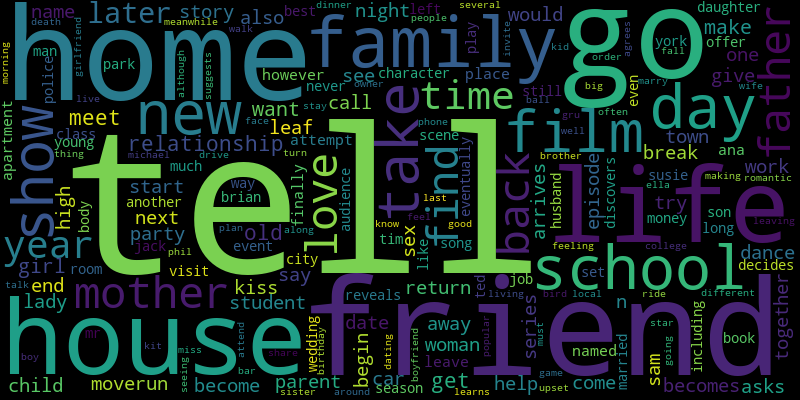 morning
name
later
story
best
dinner
several
invite
people
kid
order
agrees
york
fall
daughter
make
offer
death
girlfriend
meanwhile
walk
also
night
left
would
play
home
family
go
man
park
police
although
suggests
however
see
character
place
never
owner
want
call
stay
phone
ball
gru
well
still
marry
big
often
even
wife
one
give
father
live
new
time
day
film
town
apartment
show
meet
leaf
face
take
scene
class
young
thing
relationship
attempt
michael
drive
turn
back
brother
making
break
ana
work
romantic
high
body
much
tell
love
audience
find
eventually
last
life
arrives
husband
episode
discovers
susie
ella
try
money
son
long
leaving
start
way
another
brian
finally
plan
along
know
feel
good
sex
year
next
party
jack
old
event
tim
like
song
feeling
college
dance
decides
girl
room
phil
visit
city
say
ted
job
school
set
talk
end
mother
kiss
reveals
return
living
bird
local
ride
different
lady
student
date
series
n
star
going
book
together
mr
kit
miss
share
wedding
birthday
begin
away
woman
popular
must
named
including
house
friend
boy
seeing
attend
bar
dating
boyfriend
leave
married
sam
child
moverun
become
parent
car
season
get
help
game
come
upset
becomes
asks
sister
around
learns